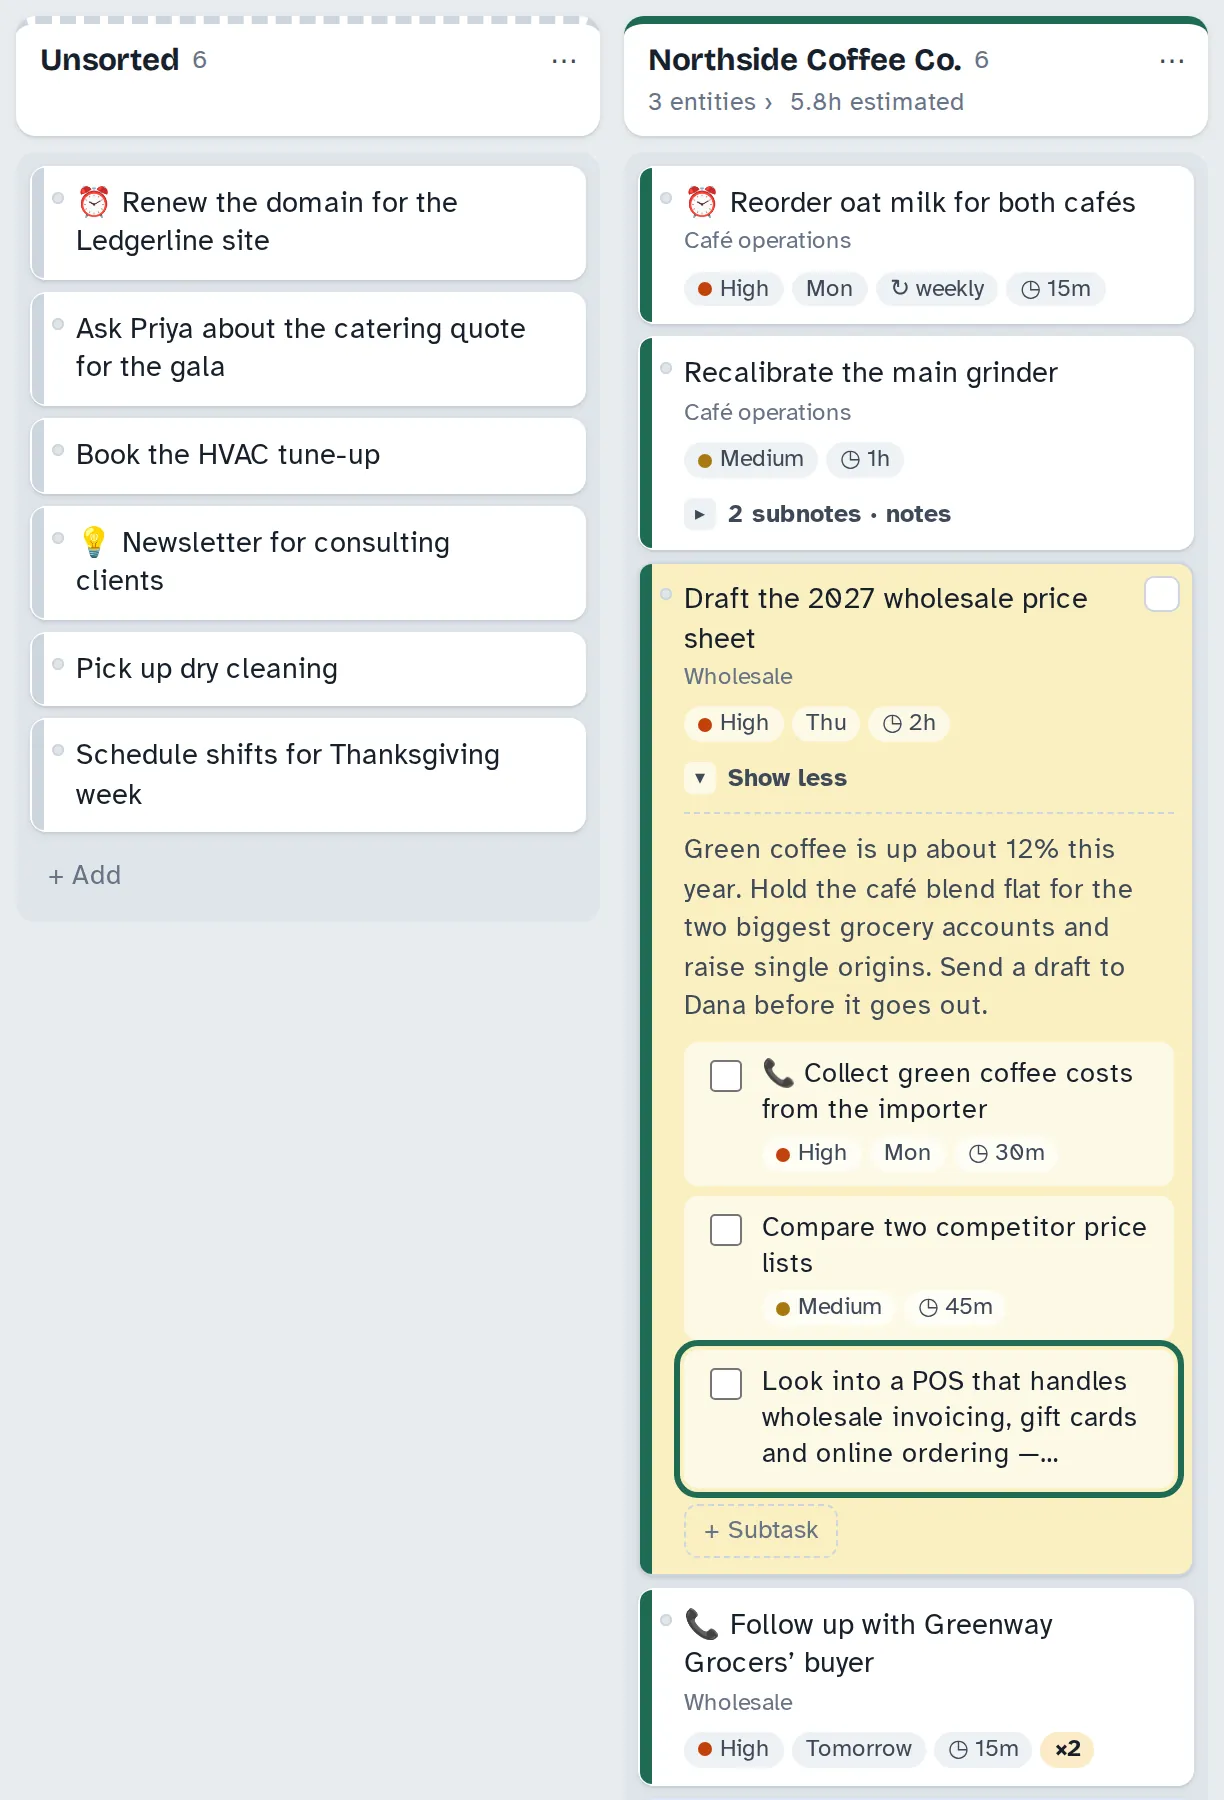 Unsorted 6 ...
⏰ Renew the domain for the
Ledgerline site
Ask Priya about the catering quote
for the gala
Book the HVAC tune-up
💡 Newsletter for consulting
clients
Pick up dry cleaning
Schedule shifts for Thanksgiving
week
+ Add
Northside Coffee Co. 6 ...
3 entities › 5.8h estimated
⏰ Reorder oat milk for both cafés
Café operations
High Mon ↻ weekly ◷ 15m
Recalibrate the main grinder
Café operations
Medium ◷ 1h
▸ 2 subnotes · notes
Draft the 2027 wholesale price
sheet
Wholesale
High Thu ◷ 2h
▾ Show less
Green coffee is up about 12% this
year. Hold the café blend flat for the
two biggest grocery accounts and
raise single origins. Send a draft to
Dana before it goes out.
📞 Collect green coffee costs
from the importer
High Mon ◷ 30m
Compare two competitor price
lists
Medium ◷ 45m
Look into a POS that handles
wholesale invoicing, gift cards
and online ordering —...
+ Subtask
📞 Follow up with Greenway
Grocers’ buyer
Wholesale
High Tomorrow ◷ 15m ×2